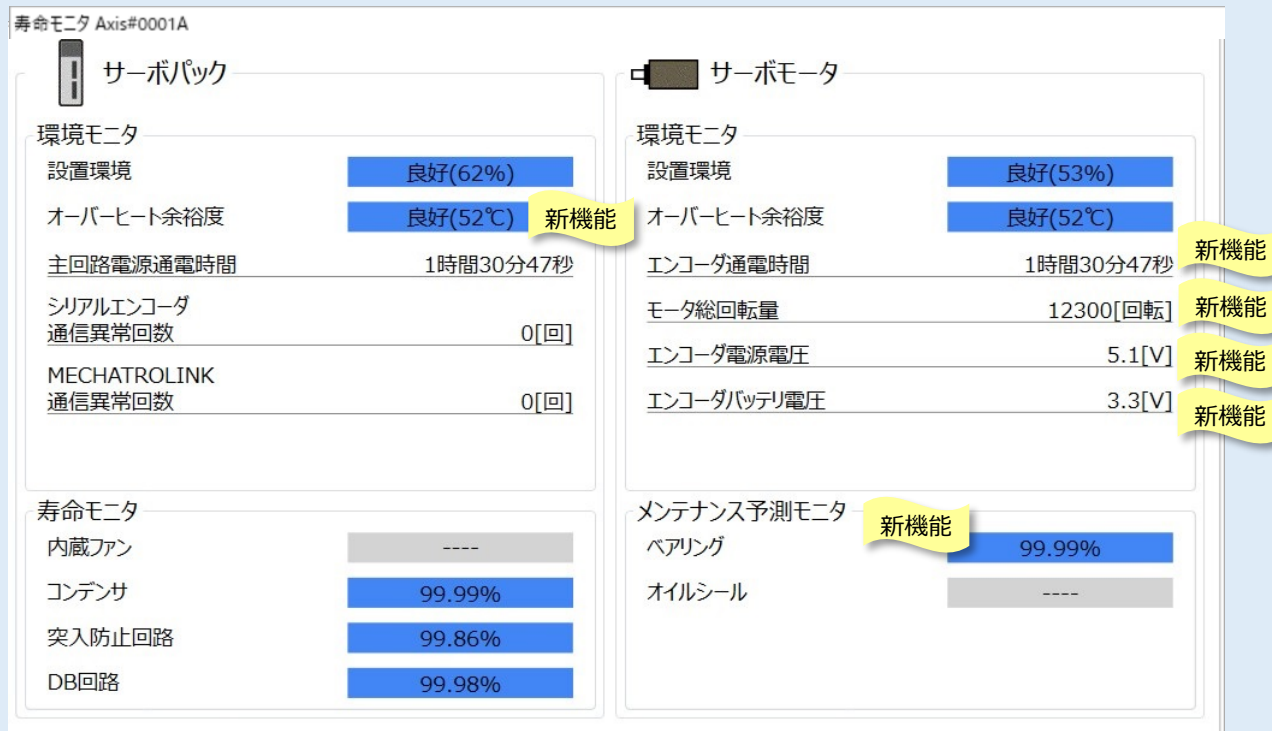 寿命モニタ Axis#0001A
サーボパック
環境モニタ
設置環境 良好(62%)
オーバーヒート余裕度 良好(52℃) 新機能
主回路電源通電時間 1時間30分47秒
シリアルエンコーダ
通信異常回数 0[回]
MECHATROLINK
通信異常回数 0[回]
寿命モニタ
内蔵ファン ----
コンデンサ 99.99%
突入防止回路 99.86%
DB回路 99.98%
サーボモータ
環境モニタ
設置環境 良好(53%)
オーバーヒート余裕度 良好(52℃)
エンコーダ通電時間 1時間30分47秒 新機能
モータ総回転量 12300[回転] 新機能
エンコーダ電源電圧 5.1[V] 新機能
エンコーダバッテリ電圧 3.3[V] 新機能
メンテナンス予測モニタ 新機能
ベアリング 99.99%
オイルシール ----